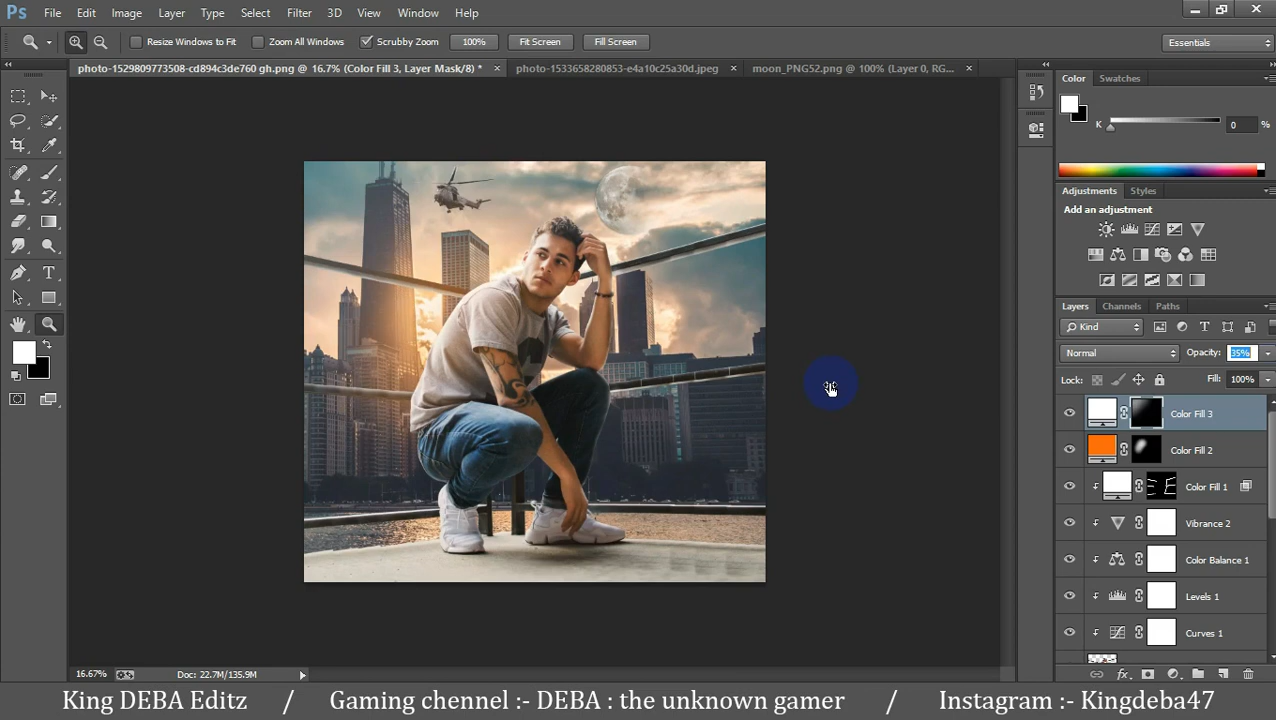 Ps File Edit Image Layer Type Select Filter 3D View Window Help
Resize Windows to Fit Zoom All Windows Scrubby Zoom 100% Fit Screen Fill Screen Essentials
photo-1529809773508-cd894c3de760 gh.png @ 16.7% (Color Fill 3, Layer Mask/8) * photo-1533658280853-e4a10c25a30d.jpeg moon_PNG52.png @ 100% (Layer 0, RG...
Color Swatches
K 0 %
Adjustments Styles
Add an adjustment
Layers Channels Paths
Kind
Normal Opacity: 35%
Lock: Fill: 100%
Color Fill 3
Color Fill 2
Color Fill 1
Vibrance 2
Color Balance 1
Levels 1
Curves 1
16.67% Doc: 22.7M/135.9M
King DEBA Editz / Gaming chennel :- DEBA : the unknown gamer / Instagram :- Kingdeba47